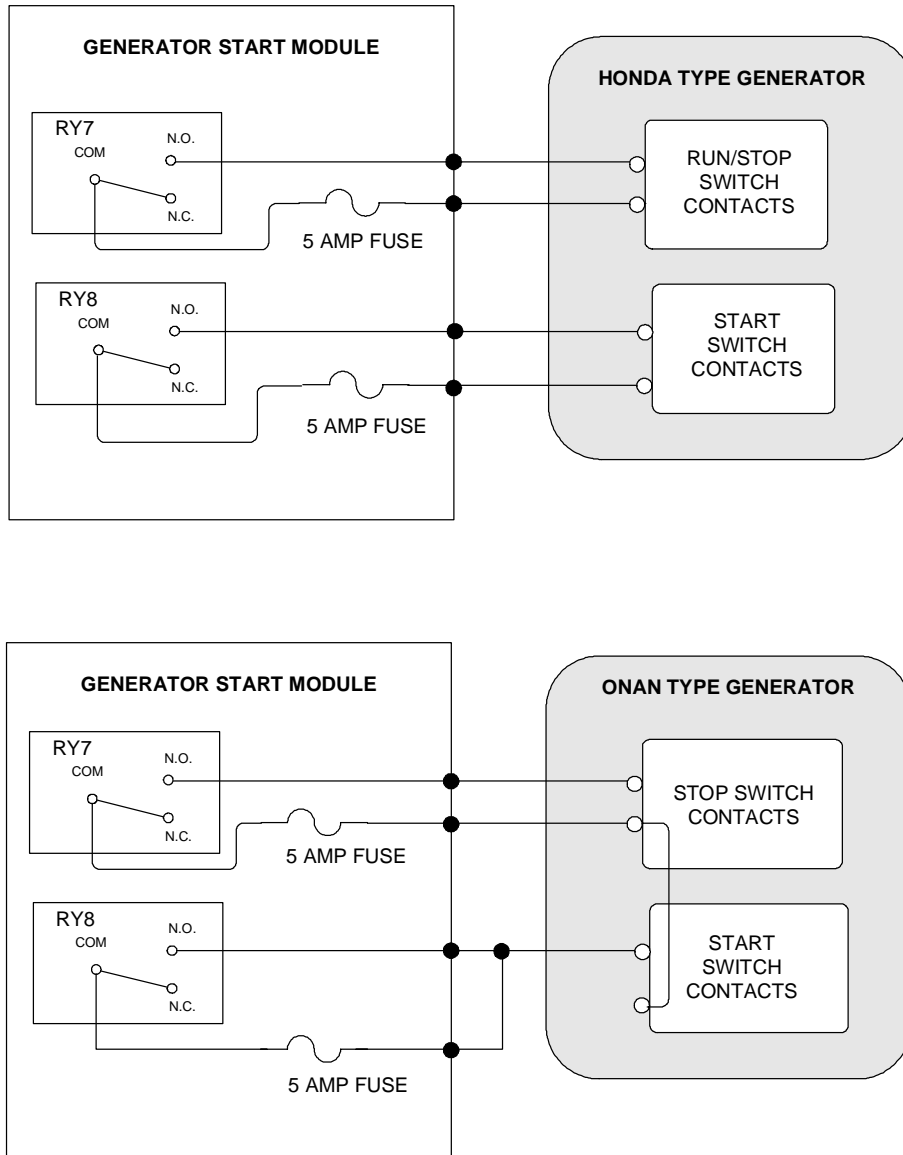 GENERATOR START MODULE
HONDA TYPE GENERATOR
RY7
COM
N.O.
N.C.
5 AMP FUSE
RUN/STOP
SWITCH
CONTACTS
RY8
COM
N.O.
N.C.
5 AMP FUSE
START
SWITCH
CONTACTS
GENERATOR START MODULE
ONAN TYPE GENERATOR
RY7
COM
N.O.
N.C.
5 AMP FUSE
STOP SWITCH
CONTACTS
RY8
COM
N.O.
N.C.
5 AMP FUSE
START
SWITCH
CONTACTS